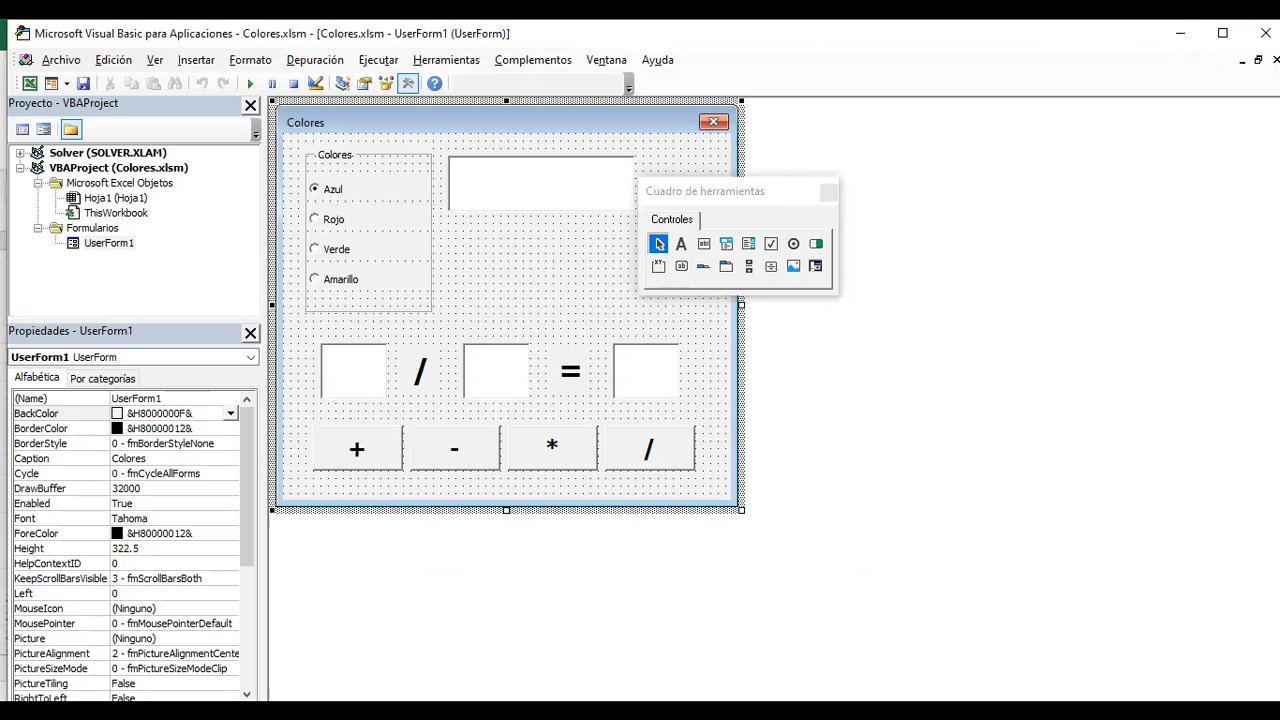 Microsoft Visual Basic para Aplicaciones - Colores.xlsm - [Colores.xlsm - UserForm1 (UserForm)]
Archivo Edición Ver Insertar Formato Depuración Ejecutar Herramientas Complementos Ventana Ayuda
Proyecto - VBAProject
Solver (SOLVER.XLAM)
VBAProject (Colores.xlsm)
Microsoft Excel Objetos
Hoja1 (Hoja1)
ThisWorkbook
Formularios
UserForm1
Propiedades - UserForm1
UserForm1 UserForm
Alfabética Por categorías
(Name) UserForm1
BackColor &H8000000F&
BorderColor &H80000012&
BorderStyle 0 - fmBorderStyleNone
Caption Colores
Cycle 0 - fmCycleAllForms
DrawBuffer 32000
Enabled True
Font Tahoma
ForeColor &H80000012&
Height 322.5
HelpContextID 0
KeepScrollBarsVisible 3 - fmScrollBarsBoth
Left 0
MouseIcon (Ninguno)
MousePointer 0 - fmMousePointerDefault
Picture (Ninguno)
PictureAlignment 2 - fmPictureAlignmentCente
PictureSizeMode 0 - fmPictureSizeModeClip
PictureTiling False
RightToLeft False
Colores
Colores
Azul
Rojo
Verde
Amarillo
/ =
+ - * /
Cuadro de herramientas
Controles